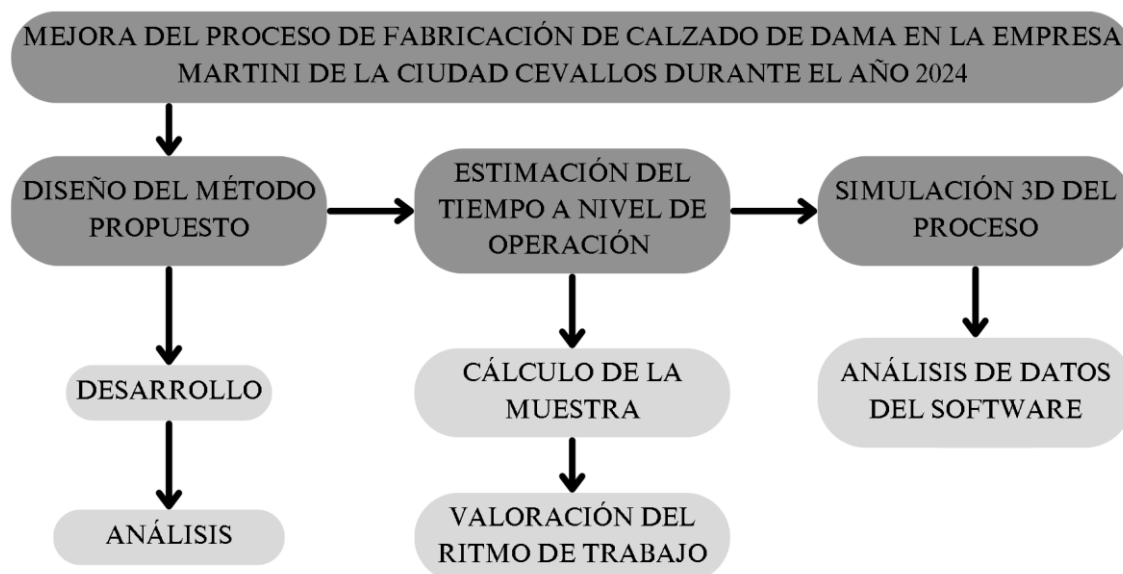 MEJORA DEL PROCESO DE FABRICACIÓN DE CALZADO DE DAMA EN LA EMPRESA
MARTINI DE LA CIUDAD CEVALLOS DURANTE EL AÑO 2024
DISEÑO DEL MÉTODO
PROPUESTO
ESTIMACIÓN DEL
TIEMPO A NIVEL DE
OPERACIÓN
SIMULACIÓN 3D DEL
PROCESO
DESARROLLO
CÁLCULO DE LA
MUESTRA
ANÁLISIS DE DATOS
DEL SOFTWARE
ANÁLISIS
VALORACIÓN DEL
RITMO DE TRABAJO